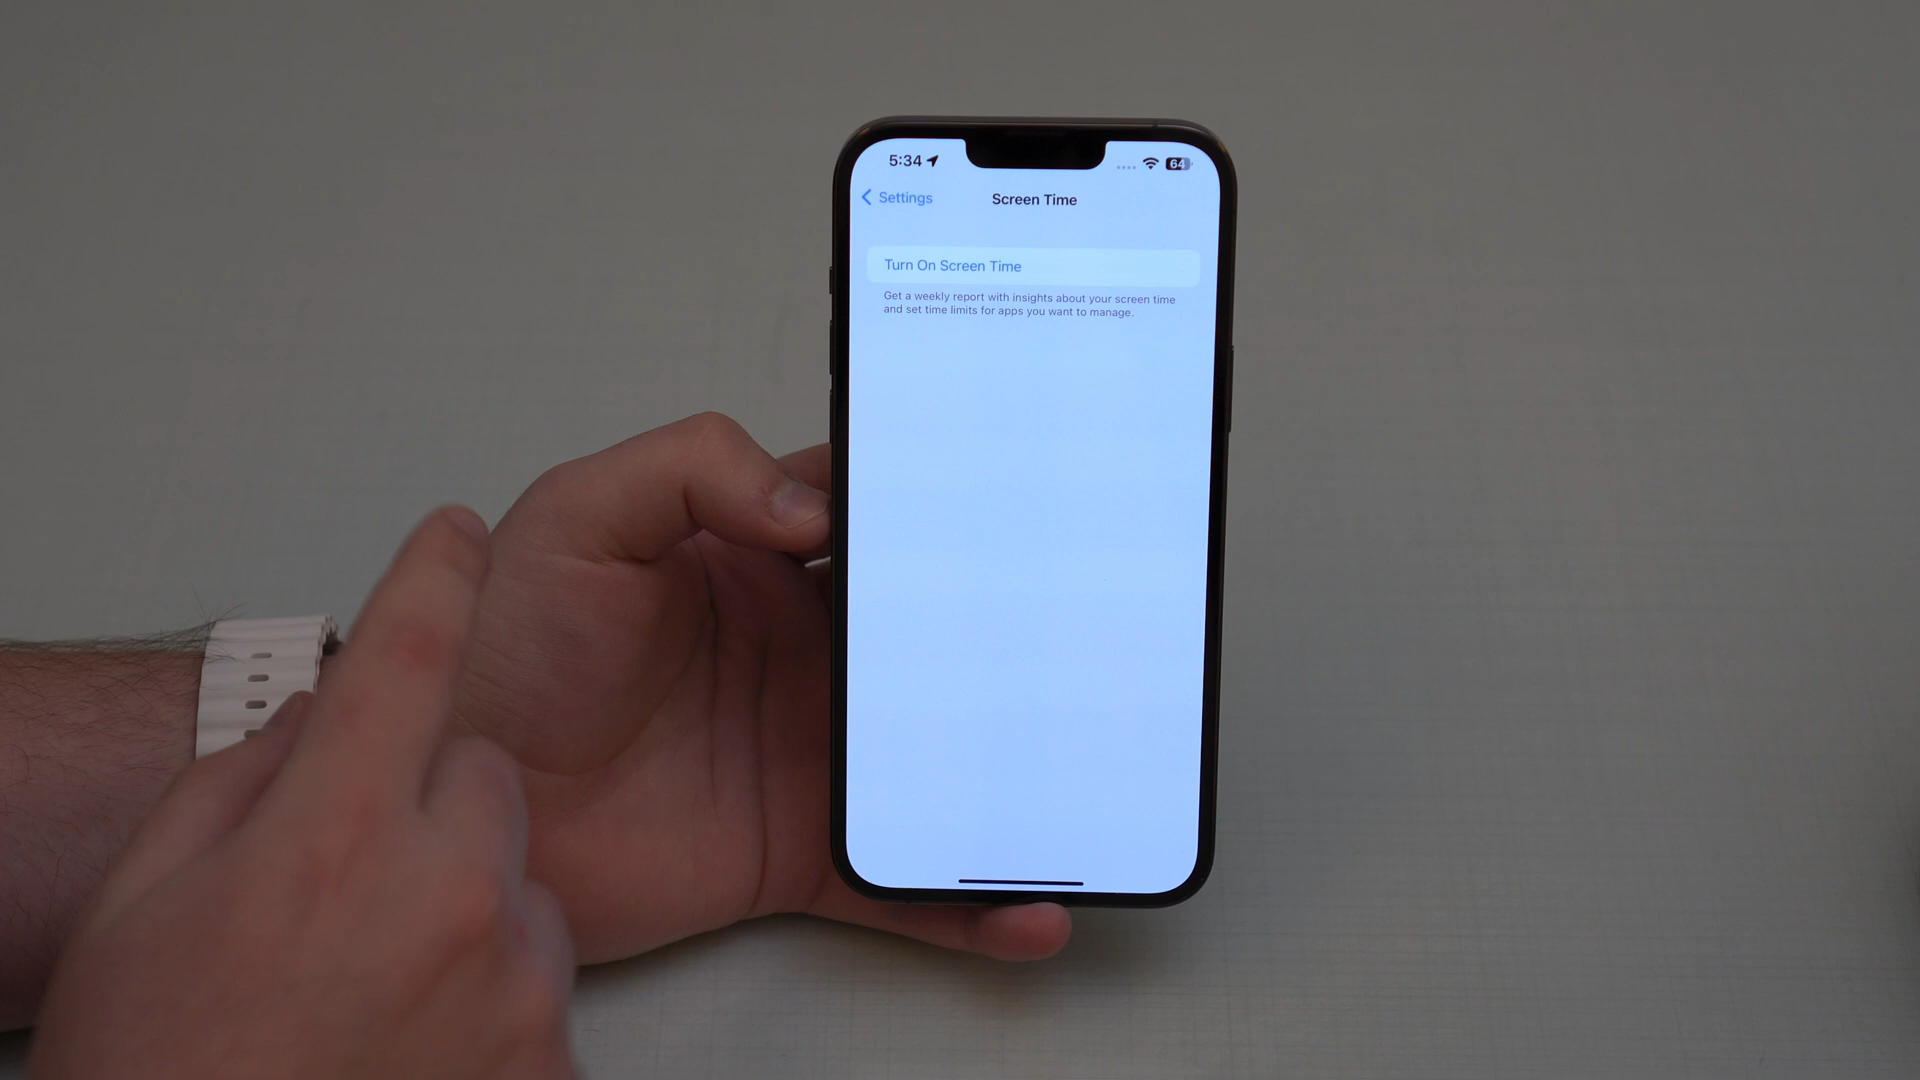 5:34
64
Settings
Screen Time
Turn On Screen Time
Get a weekly report with insights about your screen time
and set time limits for apps you want to manage.